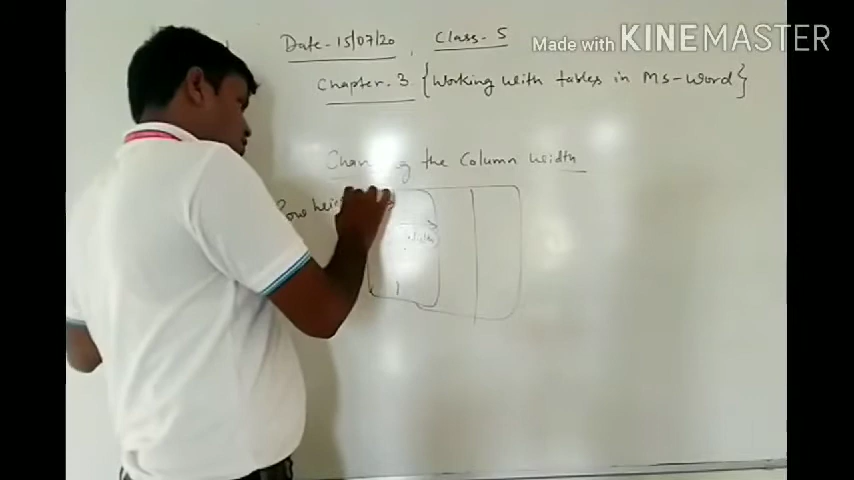 Made with KINEMASTER
Date - 15/07/20, Class - 5
Chapter. 3 {Working with tables in MS-Word}
Changing the Column width
Row
width